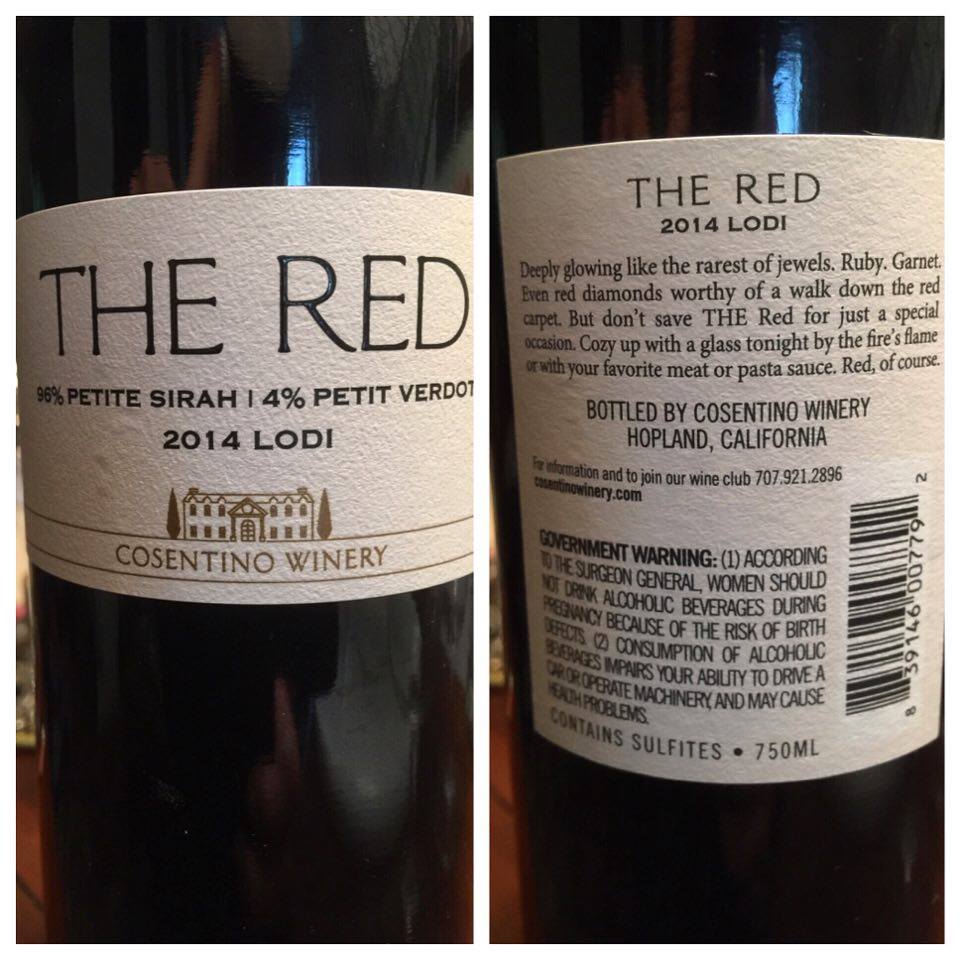 THE RED
96% PETITE SIRAH | 4% PETIT VERDOT
2014 LODI
COSENTINO WINERY
THE RED
2014 LODI
Deeply glowing like the rarest of jewels. Ruby. Garnet.
Even red diamonds worthy of a walk down the red
carpet. But don't save THE Red for just a special
occasion. Cozy up with a glass tonight by the fire's flame
or with your favorite meat or pasta sauce. Red, of course.
BOTTLED BY COSENTINO WINERY
HOPLAND, CALIFORNIA
For information and to join our wine club 707.921.2896
cosentinowinery.com
GOVERNMENT WARNING: (1) ACCORDING
TO THE SURGEON GENERAL, WOMEN SHOULD
NOT DRINK ALCOHOLIC BEVERAGES DURING
PREGNANCY BECAUSE OF THE RISK OF BIRTH
DEFECTS. (2) CONSUMPTION OF ALCOHOLIC
BEVERAGES IMPAIRS YOUR ABILITY TO DRIVE A
CAR OR OPERATE MACHINERY, AND MAY CAUSE
HEALTH PROBLEMS.
CONTAINS SULFITES • 750ML
8 39146 00779 2